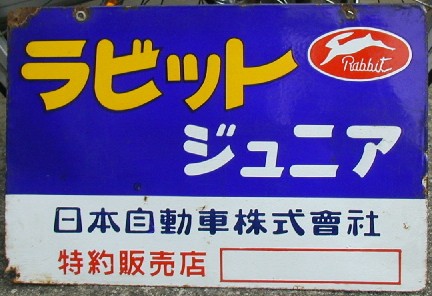 ラビット
Rabbit
ジュニア
日本自動車株式會社
特約販売店